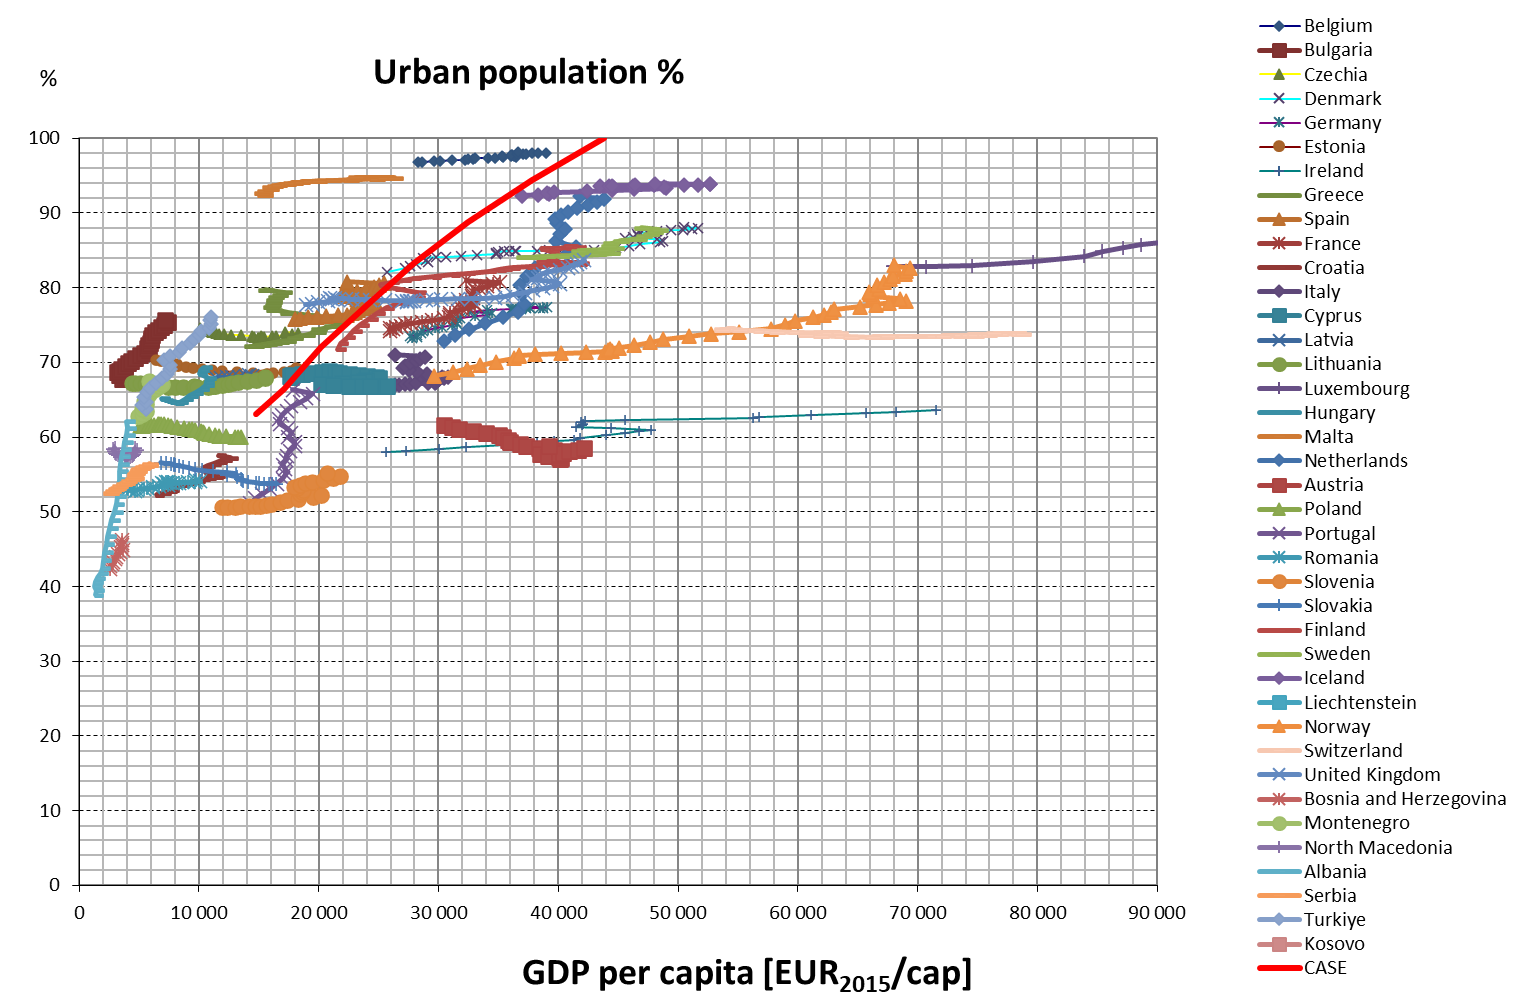 Urban population %
%
100
90
80
70
60
50
40
30
20
10
0
0 10 000 20 000 30 000 40 000 50 000 60 000 70 000 80 000 90 000
GDP per capita [EUR2015/cap]
Belgium
Bulgaria
Czechia
Denmark
Germany
Estonia
Ireland
Greece
Spain
France
Croatia
Italy
Cyprus
Latvia
Lithuania
Luxembourg
Hungary
Malta
Netherlands
Austria
Poland
Portugal
Romania
Slovenia
Slovakia
Finland
Sweden
Iceland
Liechtenstein
Norway
Switzerland
United Kingdom
Bosnia and Herzegovina
Montenegro
North Macedonia
Albania
Serbia
Turkiye
Kosovo
CASE